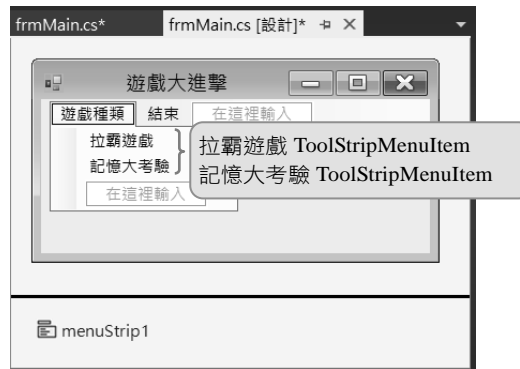 frmMain.cs* frmMain.cs [設計]*
遊戲大進擊
遊戲種類 結束 在這裡輸入
拉霸遊戲
記憶大考驗
在這裡輸入
拉霸遊戲 ToolStripMenuItem
記憶大考驗 ToolStripMenuItem
menuStrip1